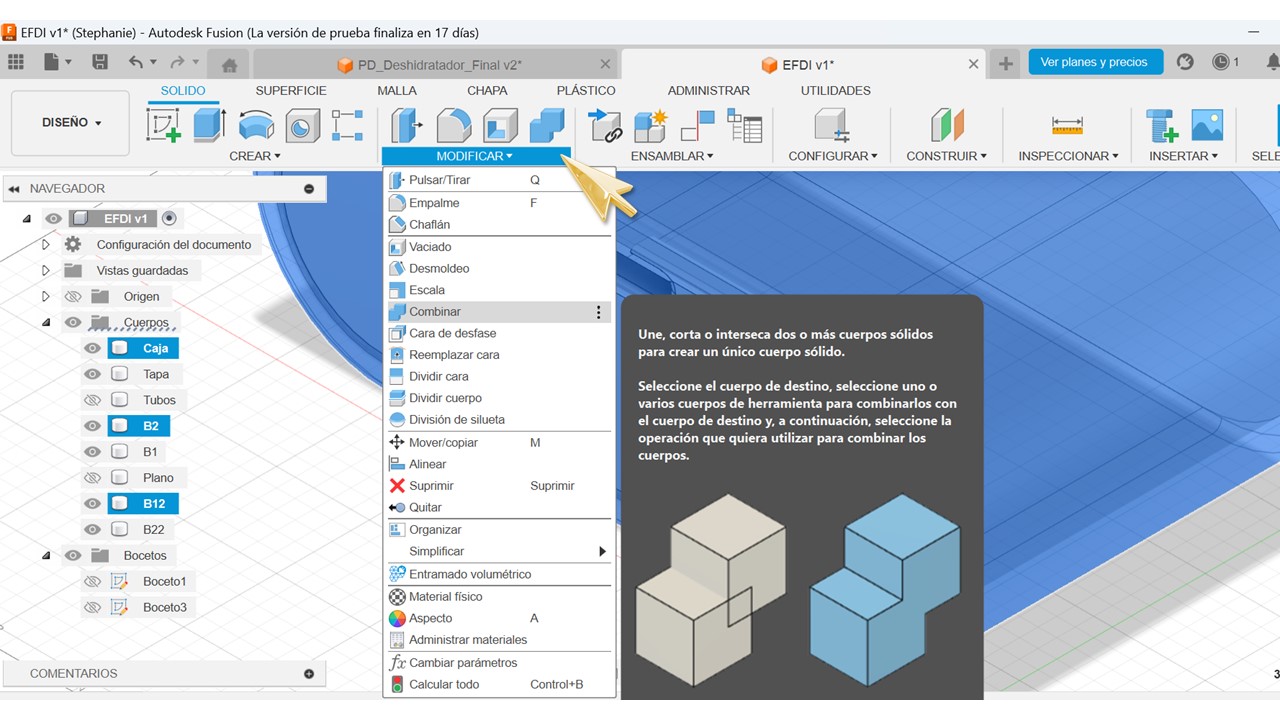 EFDI v1* (Stephanie) - Autodesk Fusion (La versión de prueba finaliza en 17 días)
PD_Deshidratador_Final v2*
EFDI v1*
Ver planes y precios
1
DISEÑO
SÓLIDO
SUPERFICIE
MALLA
CHAPA
PLÁSTICO
ADMINISTRAR
UTILIDADES
CREAR
MODIFICAR
ENSAMBLAR
CONFIGURAR
CONSTRUIR
INSPECCIONAR
INSERTAR
SELE
NAVEGADOR
EFDI v1
Configuración del documento
Vistas guardadas
Origen
Cuerpos
Caja
Tapa
Tubos
B2
B1
Plano
B12
B22
Bocetos
Boceto1
Boceto3
COMENTARIOS
Pulsar/Tirar Q
Empalme F
Chaflán
Vaciado
Desmoldeo
Escala
Combinar
Cara de desfase
Reemplazar cara
Dividir cara
Dividir cuerpo
División de silueta
Mover/copiar M
Alinear
Suprimir Suprimir
Quitar
Organizar
Simplificar
Entramado volumétrico
Material físico
Aspecto A
Administrar materiales
fx Cambiar parámetros
Calcular todo Control+B
Une, corta o interseca dos o más cuerpos sólidos
para crear un único cuerpo sólido.
Seleccione el cuerpo de destino, seleccione uno o
varios cuerpos de herramienta para combinarlos con
el cuerpo de destino y, a continuación, seleccione la
operación que quiera utilizar para combinar los
cuerpos.
3